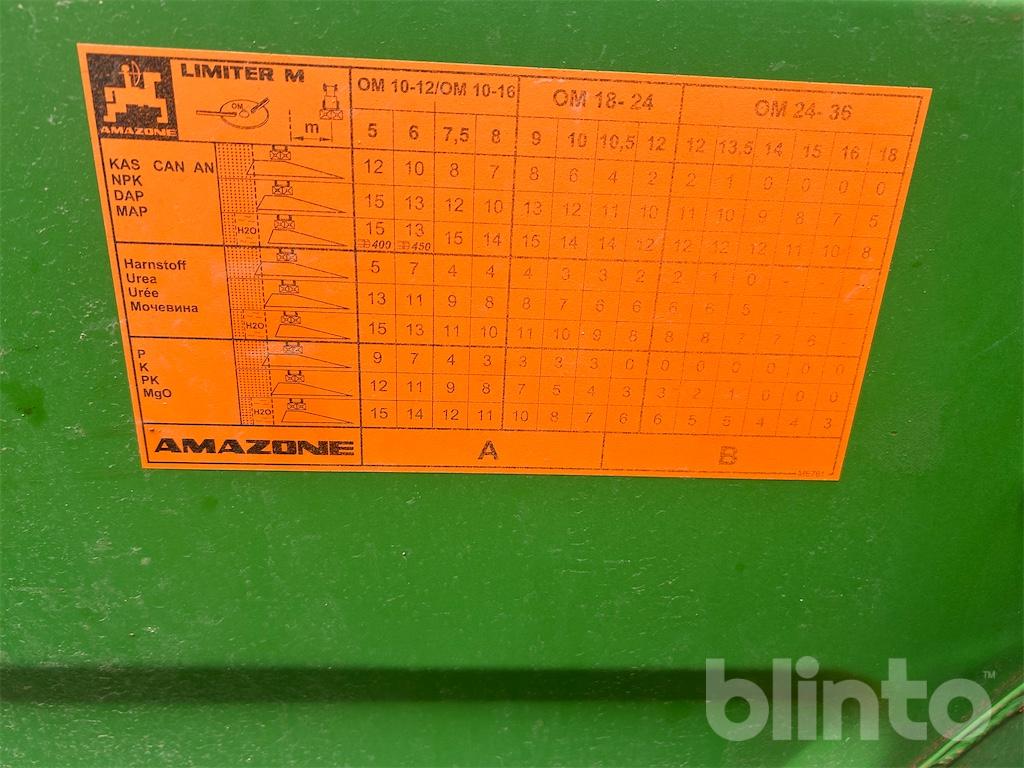 LIMITER M OM 10-12/OM 10-16 OM 18-24 OM 24-36
OM m
AMAZONE 5 6 7,5 8 9 10 10,5 12 12 13.5 14 15 16 18
KAS CAN AN 12 10 8 7 8 6 4 2 2 1 0 0 0 0
NPK
DAP 15 13 12 10 13 12 11 10 11 10 9 8 7 5
MAP
H2O 15 13 15 14 15 14 14 12 12 12 12 11 10 8
400 450
Harnstoff 5 7 4 4 4 3 3 2 2 1 0 - - -
Urea
Urée 13 11 9 8 8 7 6 6 6 6 5 - - -
Мочевина
H2O 15 13 11 10 11 10 9 8 8 8 7 7 6 -
P 9 7 4 3 3 3 3 0 0 0 0 0 0 0
K
PK 12 11 9 8 7 5 4 3 3 2 1 0 0 0
MgO
H2O 15 14 12 11 10 8 7 6 6 5 5 4 4 3
AMAZONE A B
ME761
blinto™